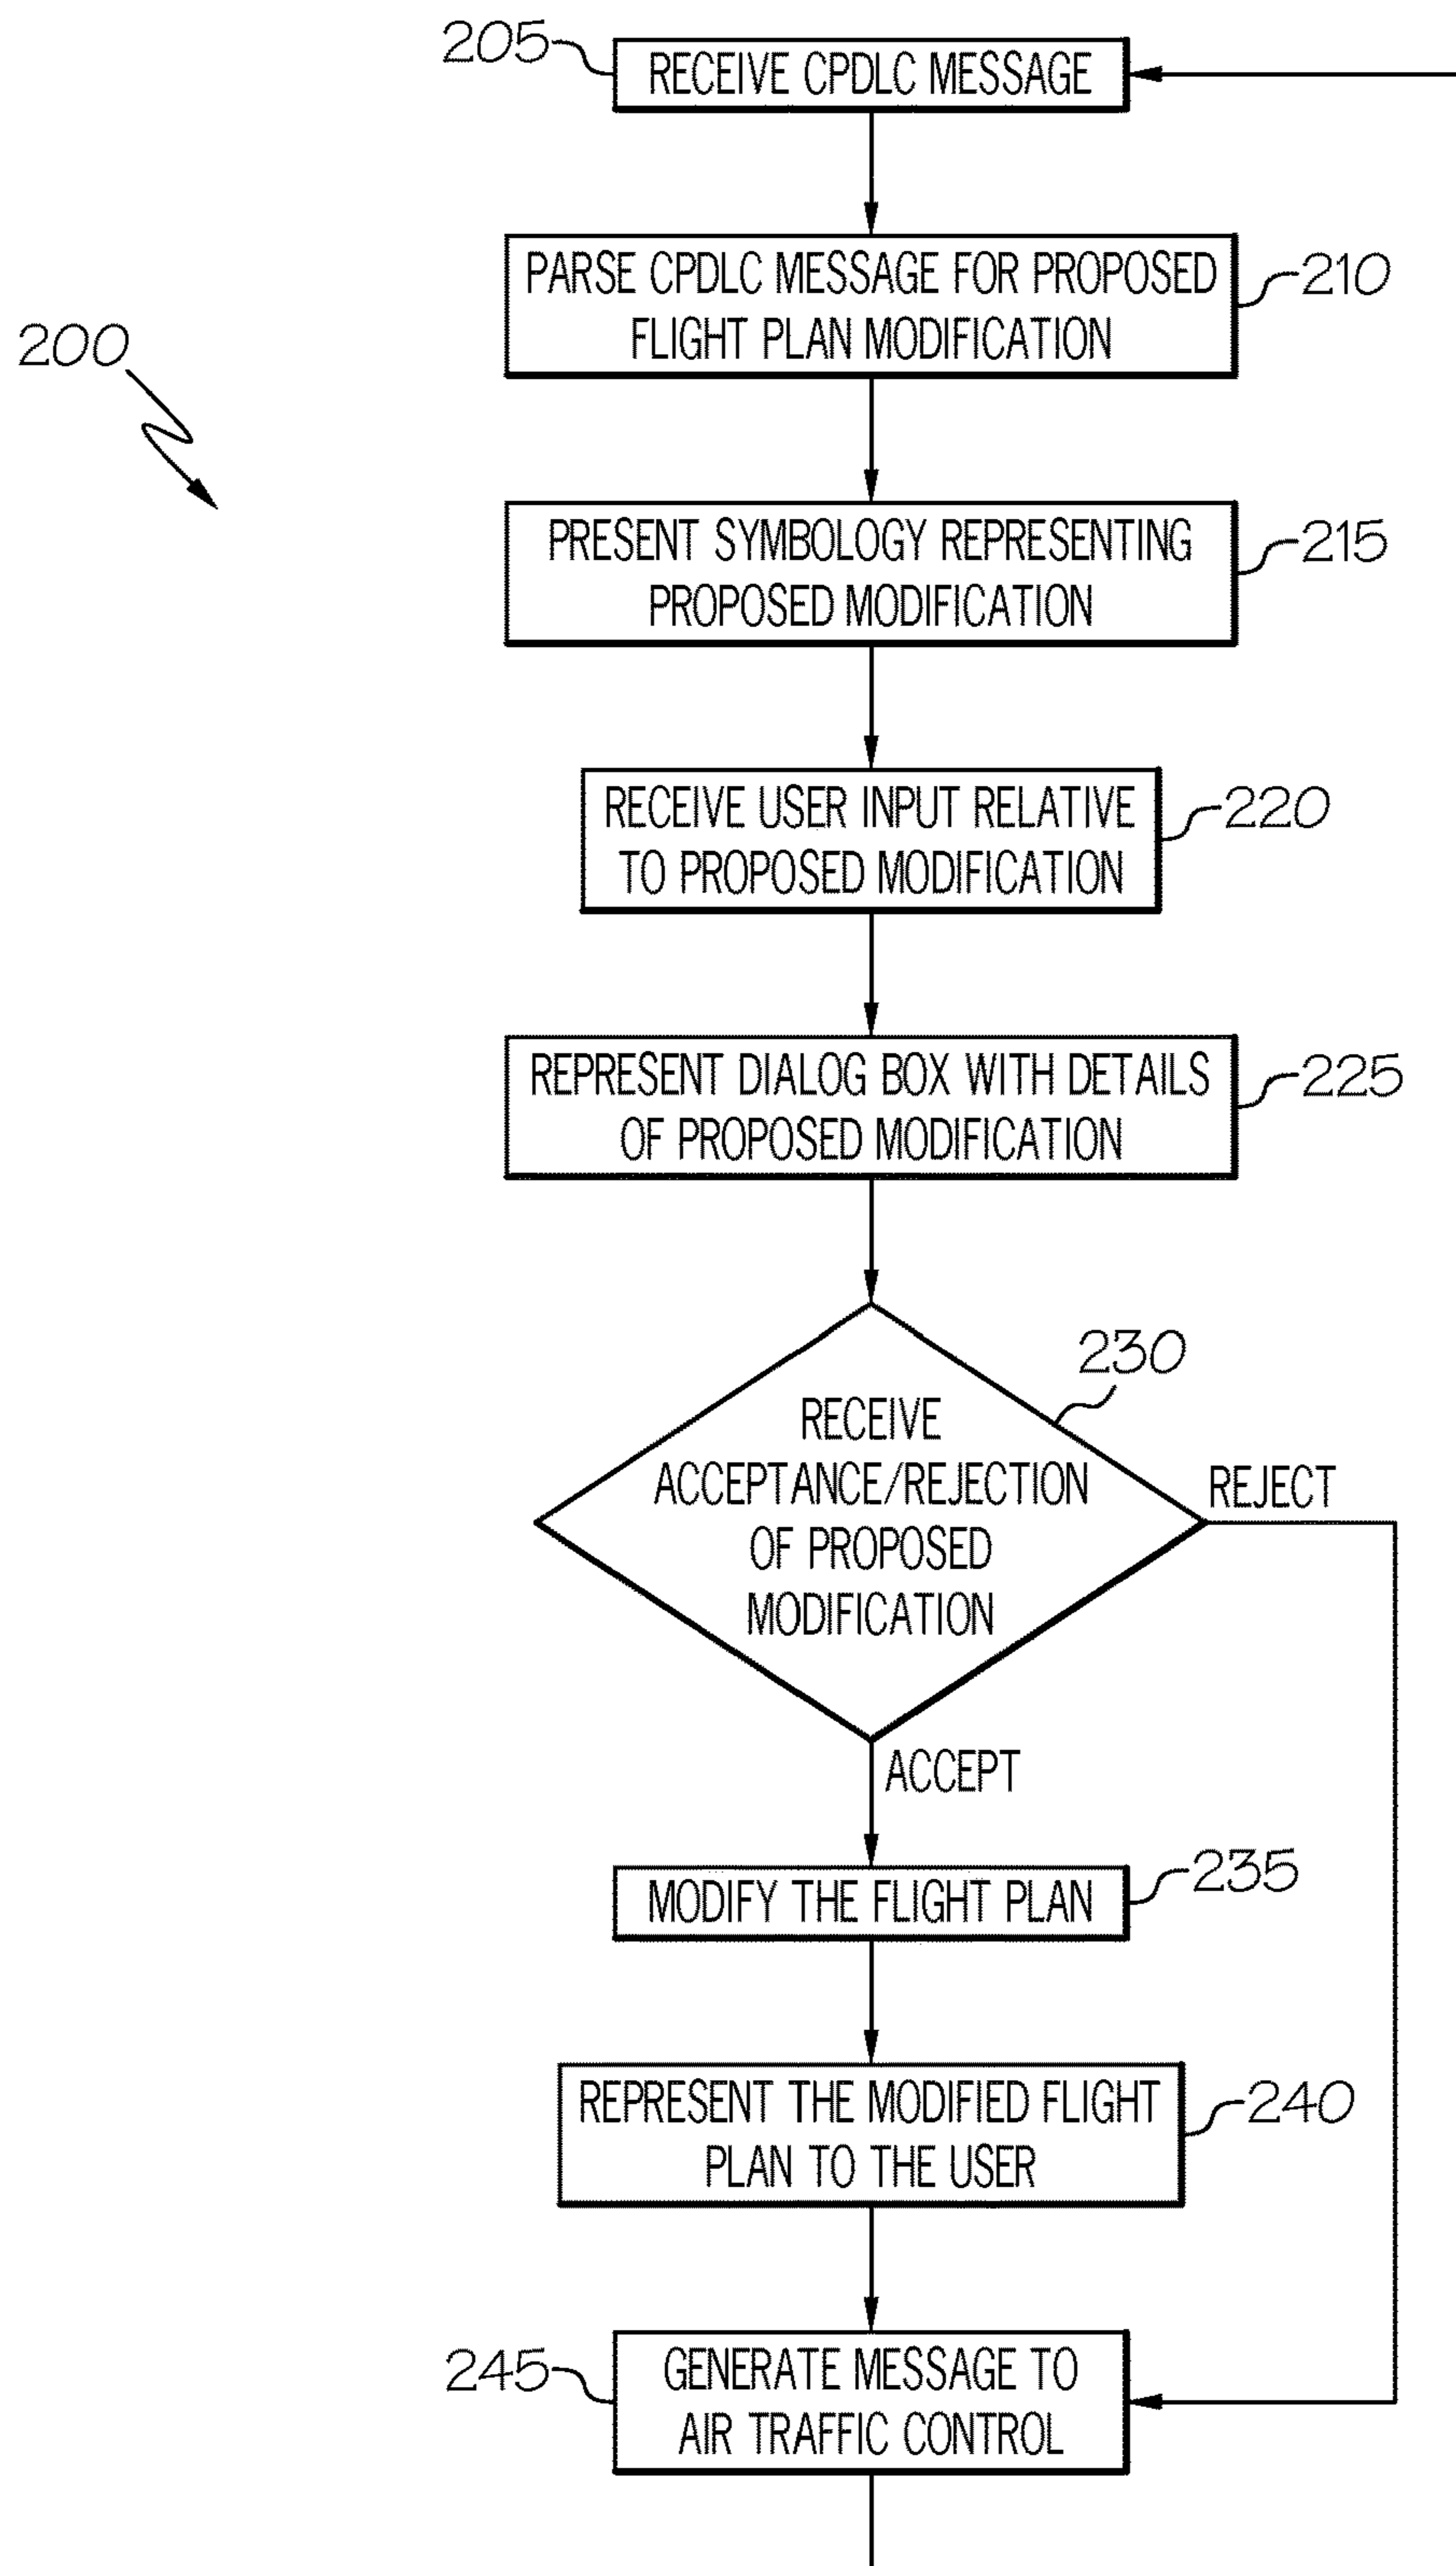 205
RECEIVE CPDLC MESSAGE
PARSE CPDLC MESSAGE FOR PROPOSED
FLIGHT PLAN MODIFICATION
210
200
PRESENT SYMBOLOGY REPRESENTING
PROPOSED MODIFICATION
215
RECEIVE USER INPUT RELATIVE
TO PROPOSED MODIFICATION
220
REPRESENT DIALOG BOX WITH DETAILS
OF PROPOSED MODIFICATION
225
230
RECEIVE
ACCEPTANCE/REJECTION
OF PROPOSED
MODIFICATION
REJECT
ACCEPT
MODIFY THE FLIGHT PLAN
235
REPRESENT THE MODIFIED FLIGHT
PLAN TO THE USER
240
245
GENERATE MESSAGE TO
AIR TRAFFIC CONTROL